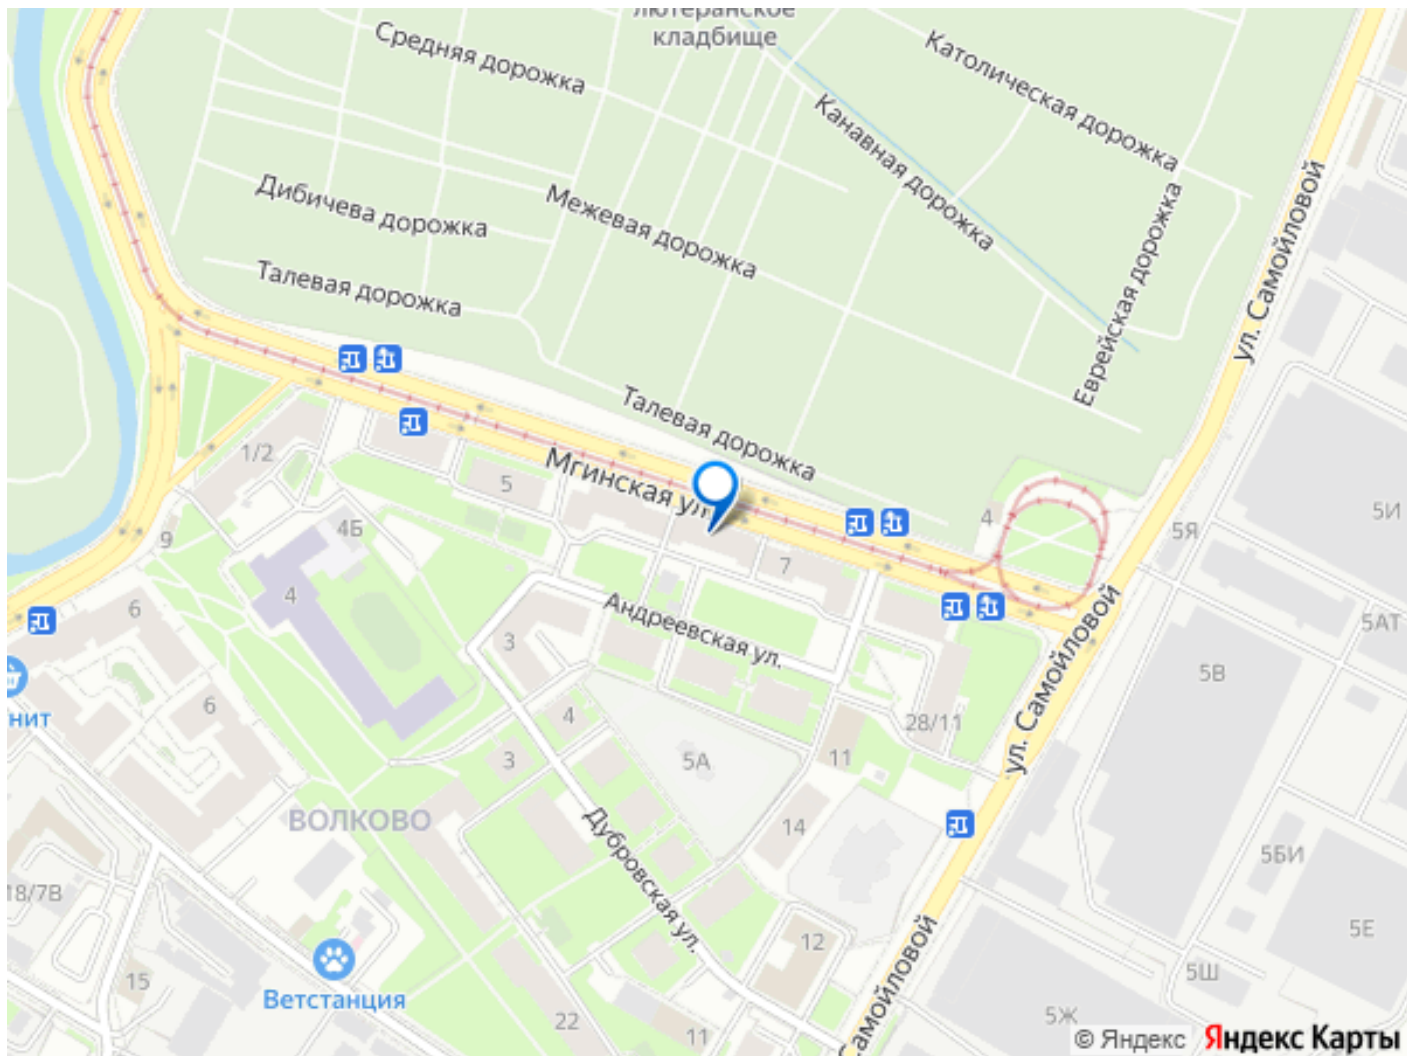 лютеранское
кладбище
Средняя дорожка
Католическая дорожка
Канавная дорожка
Дибичева дорожка
Межевая дорожка
Еврейская дорожка
ул. Самойловой
Талевая дорожка
Талевая дорожка
1/2
5
Мгинская ул.
4
5И
5Я
4Б
9
7
4
6
Андреевская ул.
5АТ
3
5В
ул. Самойловой
нит
6
4
28/11
3
5А
11
ВОЛКОВО
14
Дубровская ул.
5БИ
18/7В
12
5Е
15
5Ш
Ветстанция
Самойловой
22
11
5Ж
© Яндекс Яндекс Карты